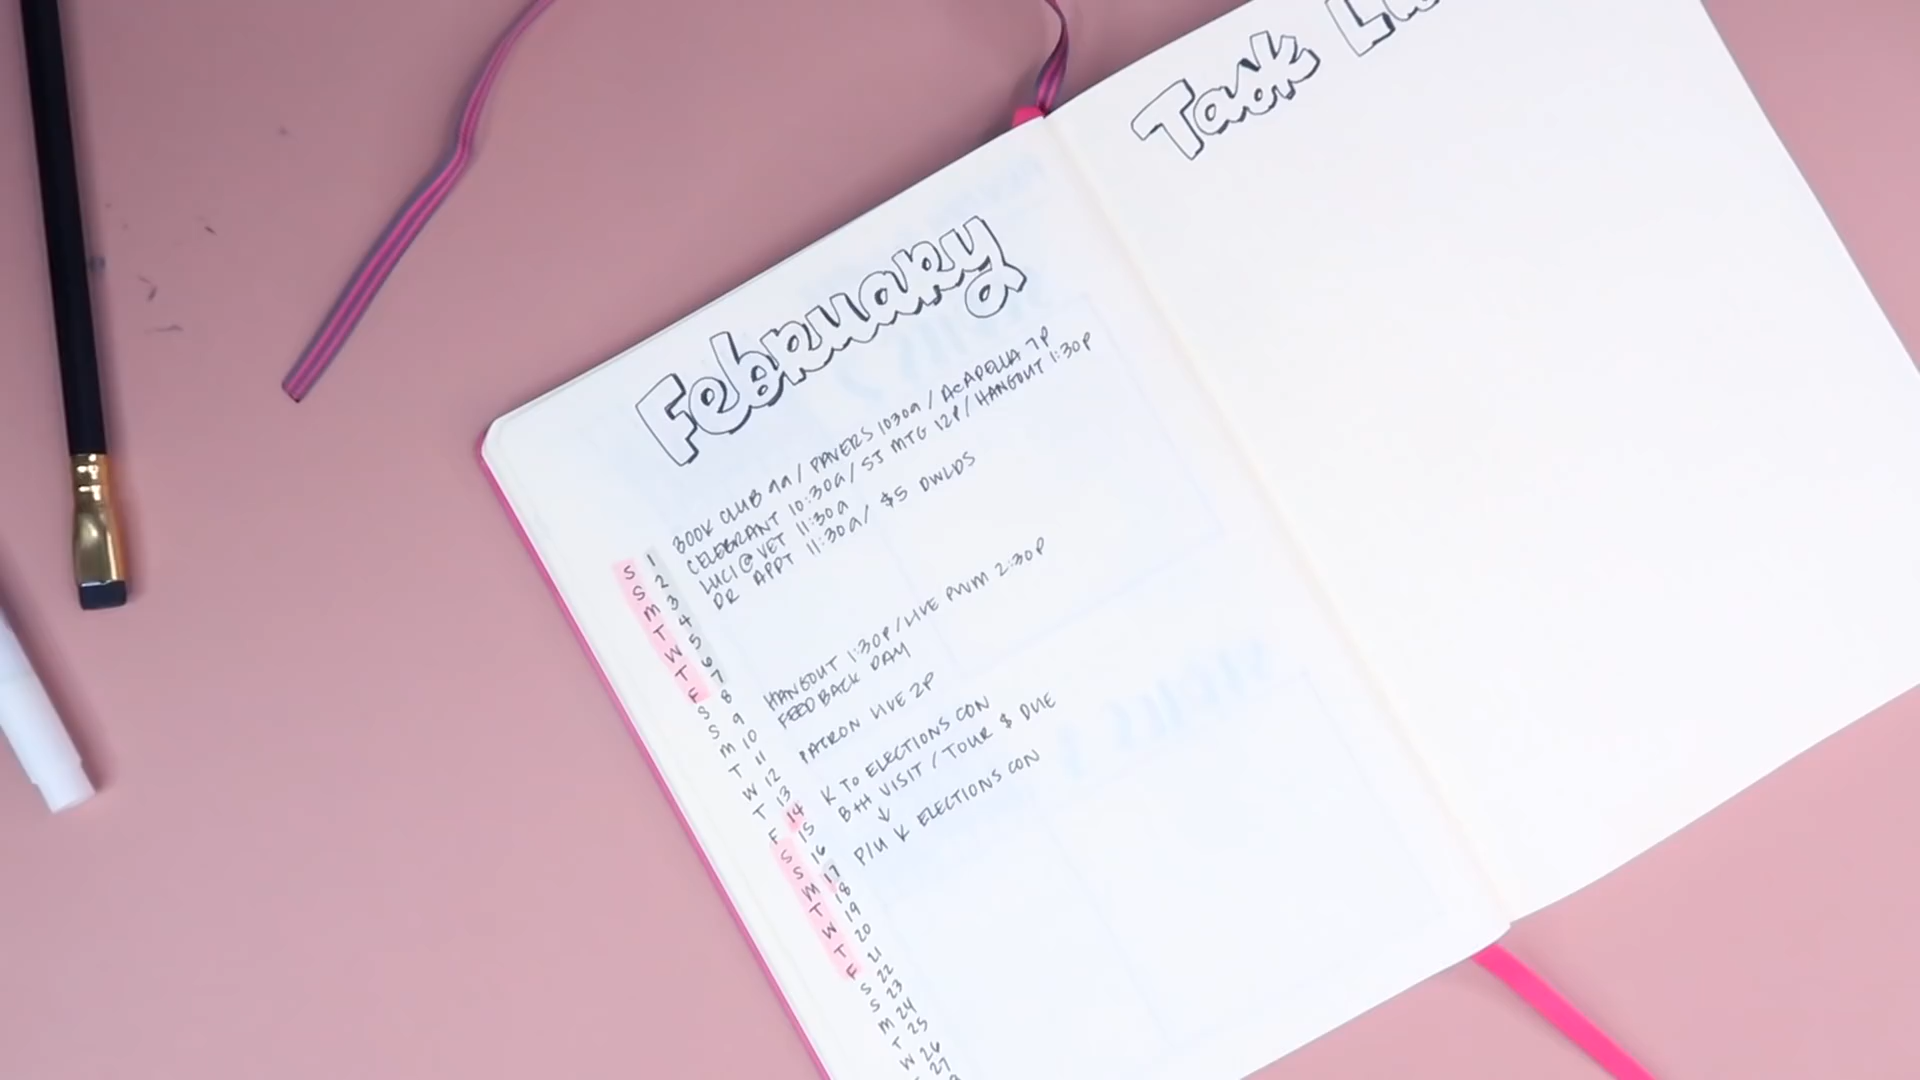 February
S 1 BOOK CLUB 9A / PAVERS 1030A / ACAPELLA 7P
S 2 CELEBRANT 10:30A / SJ MTG 12P / HANGOUT 1:30P
M 3 LUCI @ VET 11:30A
T 4 DR APPT 11:30A / $5 DWLDS
W 5
T 6
F 7
S 8
S 9 HANGOUT 1:30P / LIVE PWM 2:30P
M 10 FEEDBACK DAY
T 11
W 12 PATRON LIVE 2P
T 13
F 14 K TO ELECTIONS CON
S 15 B+H VISIT / TOUR $ DUE
S 16 ↓
M 17 P/U K ELECTIONS CON
T 18
W 19
T 20
F 21
S 22
S 23
M 24
T 25
W 26
27
Task